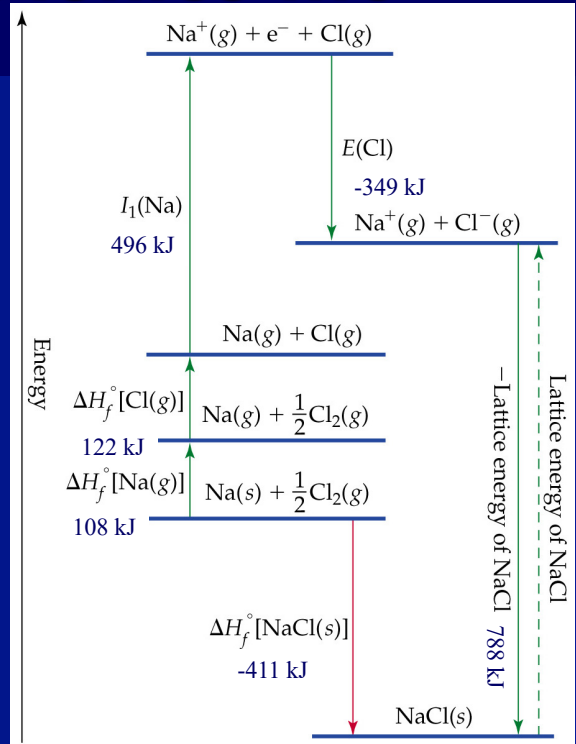 Na⁺(g) + e⁻ + Cl(g)
E(Cl)
-349 kJ
I₁(Na)
496 kJ
Na⁺(g) + Cl⁻(g)
Na(g) + Cl(g)
Energy
ΔH°f[Cl(g)]
Na(g) + 1/2Cl₂(g)
122 kJ
ΔH°f[Na(g)]
Na(s) + 1/2Cl₂(g)
108 kJ
−Lattice energy of NaCl 788 kJ
Lattice energy of NaCl
ΔH°f[NaCl(s)]
-411 kJ
NaCl(s)